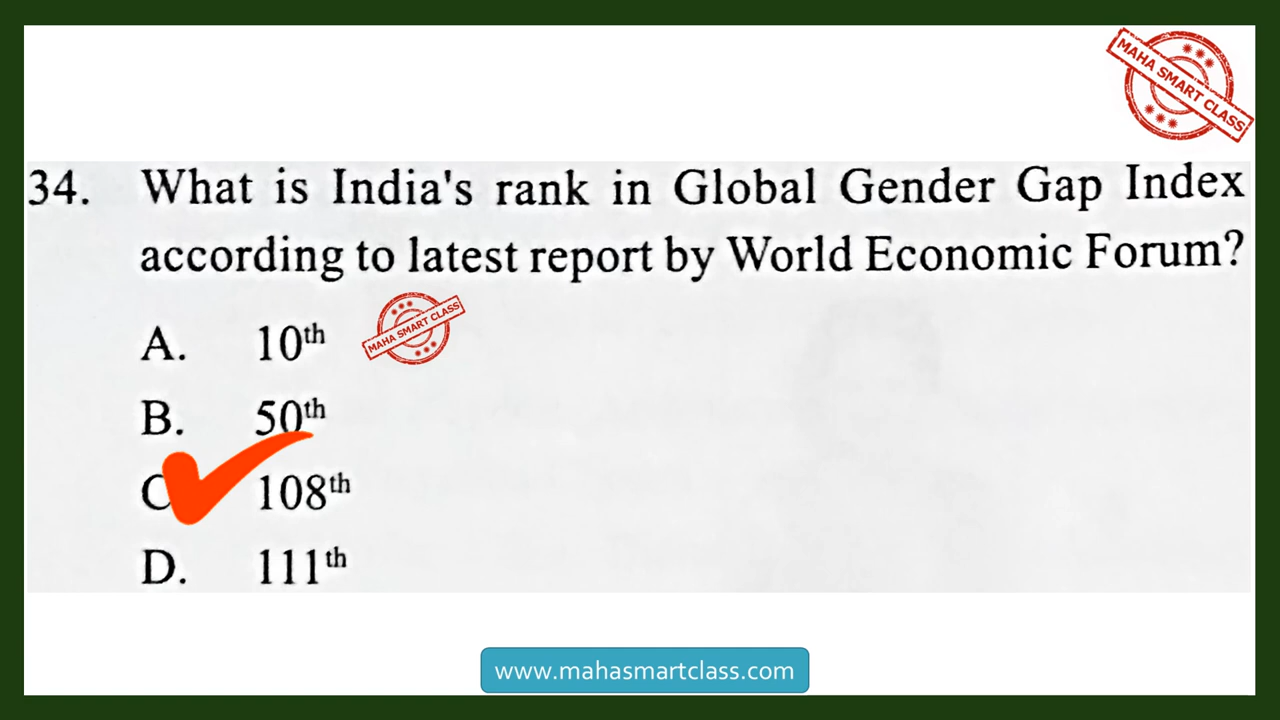 MAHA SMART CLASS
34. What is India's rank in Global Gender Gap Index
according to latest report by World Economic Forum?
A. 10th
MAHA SMART CLASS
B. 50th
C 108th
D. 111th
www.mahasmartclass.com